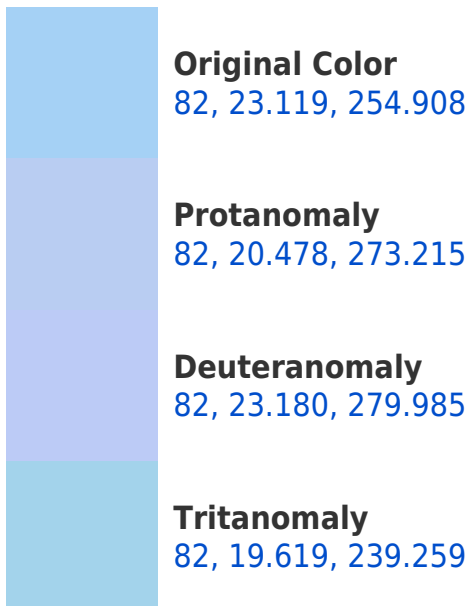 Original Color
82, 23.119, 254.908
Protanomaly
82, 20.478, 273.215
Deuteranomaly
82, 23.180, 279.985
Tritanomaly
82, 19.619, 239.259